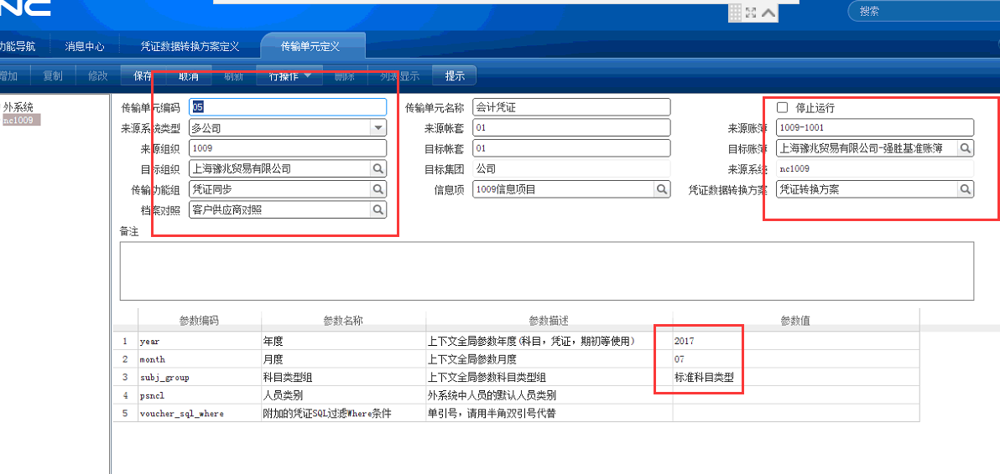 NC
搜索
功能导航 消息中心 凭证数据转换方案定义 传输单元定义
增加 复制 修改 保存 取消 刷新 行操作 删除 列表显示 提示
外系统
nc1009
传输单元编码 05 传输单元名称 会计凭证 停止运行
来源系统类型 多公司 来源帐套 01 来源账簿 1009-1001
来源组织 1009 目标帐套 01 目标账簿 上海豫兆贸易有限公司-强胜基准账簿
目标组织 上海豫兆贸易有限公司 目标集团 公司 来源系统 nc1009
传输功能组 凭证同步 信息项 1009信息项目 凭证数据转换方案 凭证转换方案
档案对照 客户供应商对照
备注
参数编码 参数名称 参数描述 参数值
1 year 年度 上下文全局参数年度(科目，凭证，期初等使用) 2017
2 month 月度 上下文全局参数月度 07
3 subj_group 科目类型组 上下文全局参数科目类型组 标准科目类型
4 psncl 人员类别 外系统中人员的默认人员类别
5 voucher_sql_where 附加的凭证SQL过滤Where条件 单引号，请用半角双引号代替